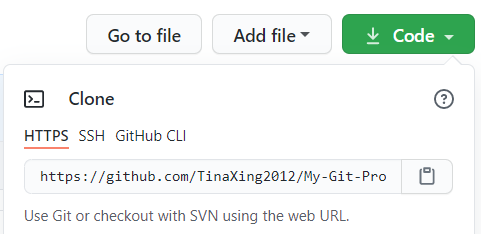 Go to file Add file Code
Clone
HTTPS SSH GitHub CLI
https://github.com/TinaXing2012/My-Git-Pro
Use Git or checkout with SVN using the web URL.